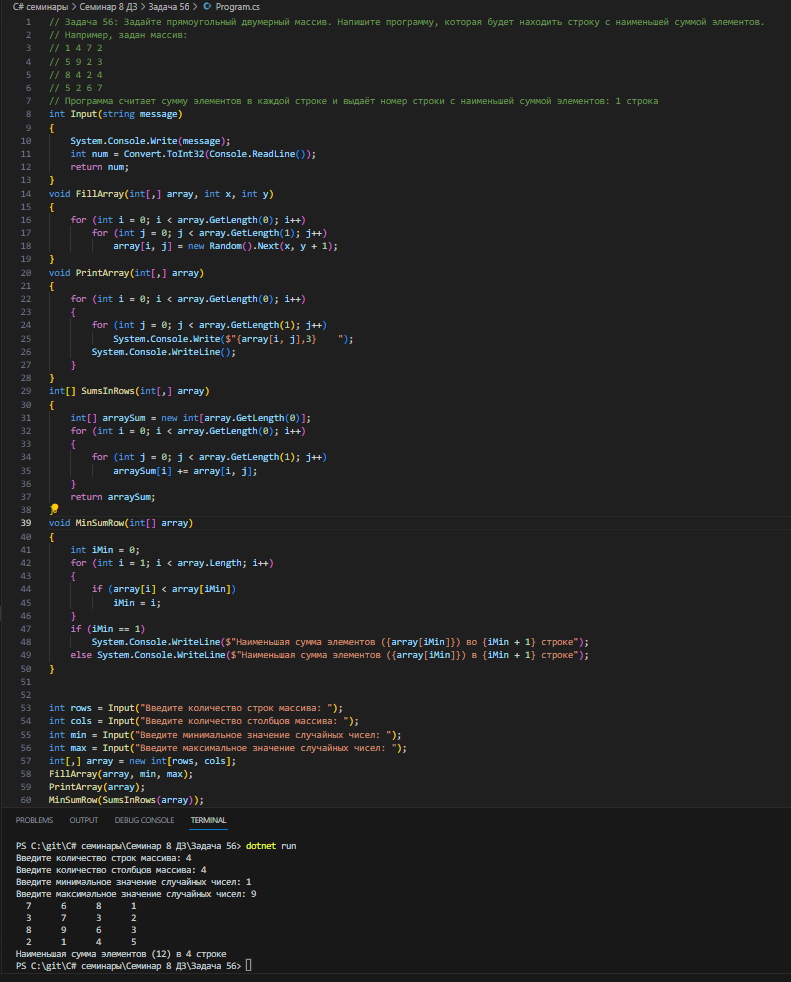 C# семинары > Семинар 8 ДЗ > Задача 56 > Program.cs
1 // Задача 56: Задайте прямоугольный двумерный массив. Напишите программу, которая будет находить строку с наименьшей суммой элементов.
2 // Например, задан массив:
3 // 1 4 7 2
4 // 5 9 2 3
5 // 8 4 2 4
6 // 5 2 6 7
7 // Программа считает сумму элементов в каждой строке и выдаёт номер строки с наименьшей суммой элементов: 1 строка
8 int Input(string message)
9 {
10     System.Console.Write(message);
11     int num = Convert.ToInt32(Console.ReadLine());
12     return num;
13 }
14 void FillArray(int[,] array, int x, int y)
15 {
16     for (int i = 0; i < array.GetLength(0); i++)
17         for (int j = 0; j < array.GetLength(1); j++)
18             array[i, j] = new Random().Next(x, y + 1);
19 }
20 void PrintArray(int[,] array)
21 {
22     for (int i = 0; i < array.GetLength(0); i++)
23     {
24         for (int j = 0; j < array.GetLength(1); j++)
25             System.Console.Write($"{array[i, j],3}    ");
26         System.Console.WriteLine();
27     }
28 }
29 int[] SumsInRows(int[,] array)
30 {
31     int[] arraySum = new int[array.GetLength(0)];
32     for (int i = 0; i < array.GetLength(0); i++)
33     {
34         for (int j = 0; j < array.GetLength(1); j++)
35             arraySum[i] += array[i, j];
36     }
37     return arraySum;
38
39 void MinSumRow(int[] array)
40 {
41     int iMin = 0;
42     for (int i = 1; i < array.Length; i++)
43     {
44         if (array[i] < array[iMin])
45             iMin = i;
46     }
47     if (iMin == 1)
48         System.Console.WriteLine($"Наименьшая сумма элементов ({array[iMin]}) во {iMin + 1} строке");
49     else System.Console.WriteLine($"Наименьшая сумма элементов ({array[iMin]}) в {iMin + 1} строке");
50 }
51
52
53 int rows = Input("Введите количество строк массива: ");
54 int cols = Input("Введите количество столбцов массива: ");
55 int min = Input("Введите минимальное значение случайных чисел: ");
56 int max = Input("Введите максимальное значение случайных чисел: ");
57 int[,] array = new int[rows, cols];
58 FillArray(array, min, max);
59 PrintArray(array);
60 MinSumRow(SumsInRows(array));
PROBLEMS OUTPUT DEBUG CONSOLE TERMINAL
PS C:\git\C# семинары\Семинар 8 ДЗ\Задача 56> dotnet run
Введите количество строк массива: 4
Введите количество столбцов массива: 4
Введите минимальное значение случайных чисел: 1
Введите максимальное значение случайных чисел: 9
7 6 8 1
3 7 3 2
8 9 6 3
2 1 4 5
Наименьшая сумма элементов (12) в 4 строке
PS C:\git\C# семинары\Семинар 8 ДЗ\Задача 56>